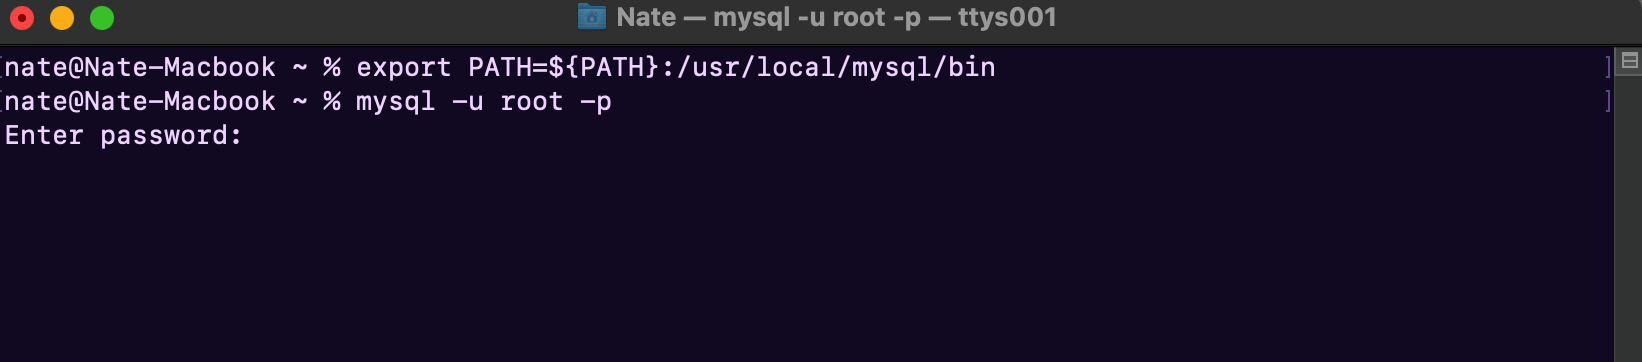 Nate — mysql -u root -p — ttys001
[nate@Nate-Macbook ~ % export PATH=${PATH}:/usr/local/mysql/bin ]
[nate@Nate-Macbook ~ % mysql -u root -p ]
Enter password: